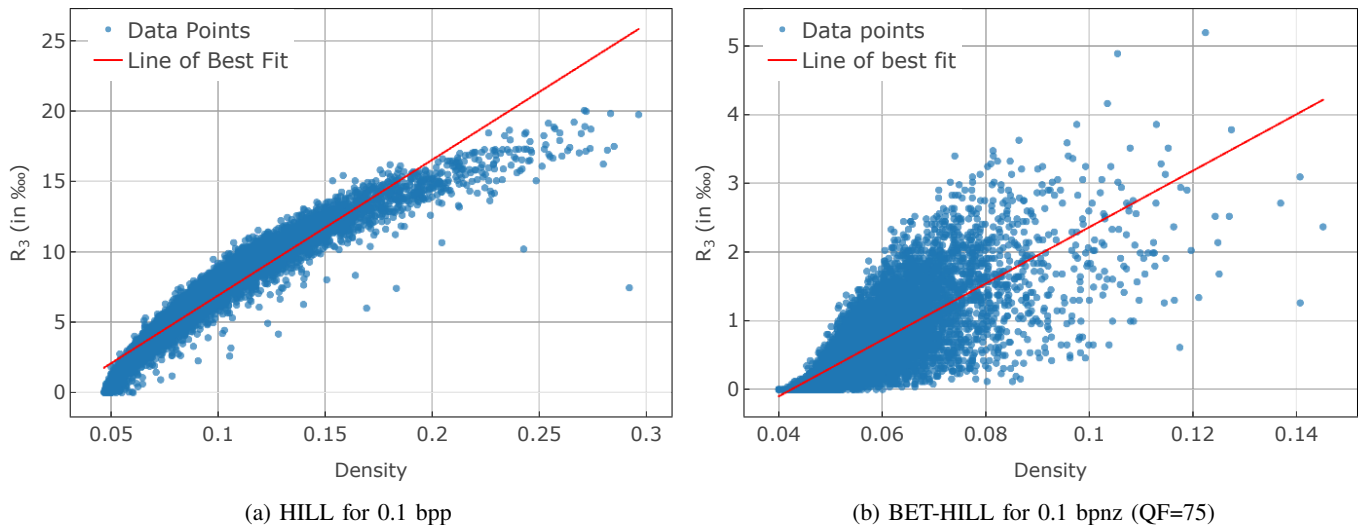 Data Points
Line of Best Fit
25
20
15
10
5
0
R3 (in ‰)
0.05 0.1 0.15 0.2 0.25 0.3
Density
(a) HILL for 0.1 bpp
Data points
Line of best fit
5
4
3
2
1
0
R3 (in ‰)
0.04 0.06 0.08 0.1 0.12 0.14
Density
(b) BET-HILL for 0.1 bpnz (QF=75)